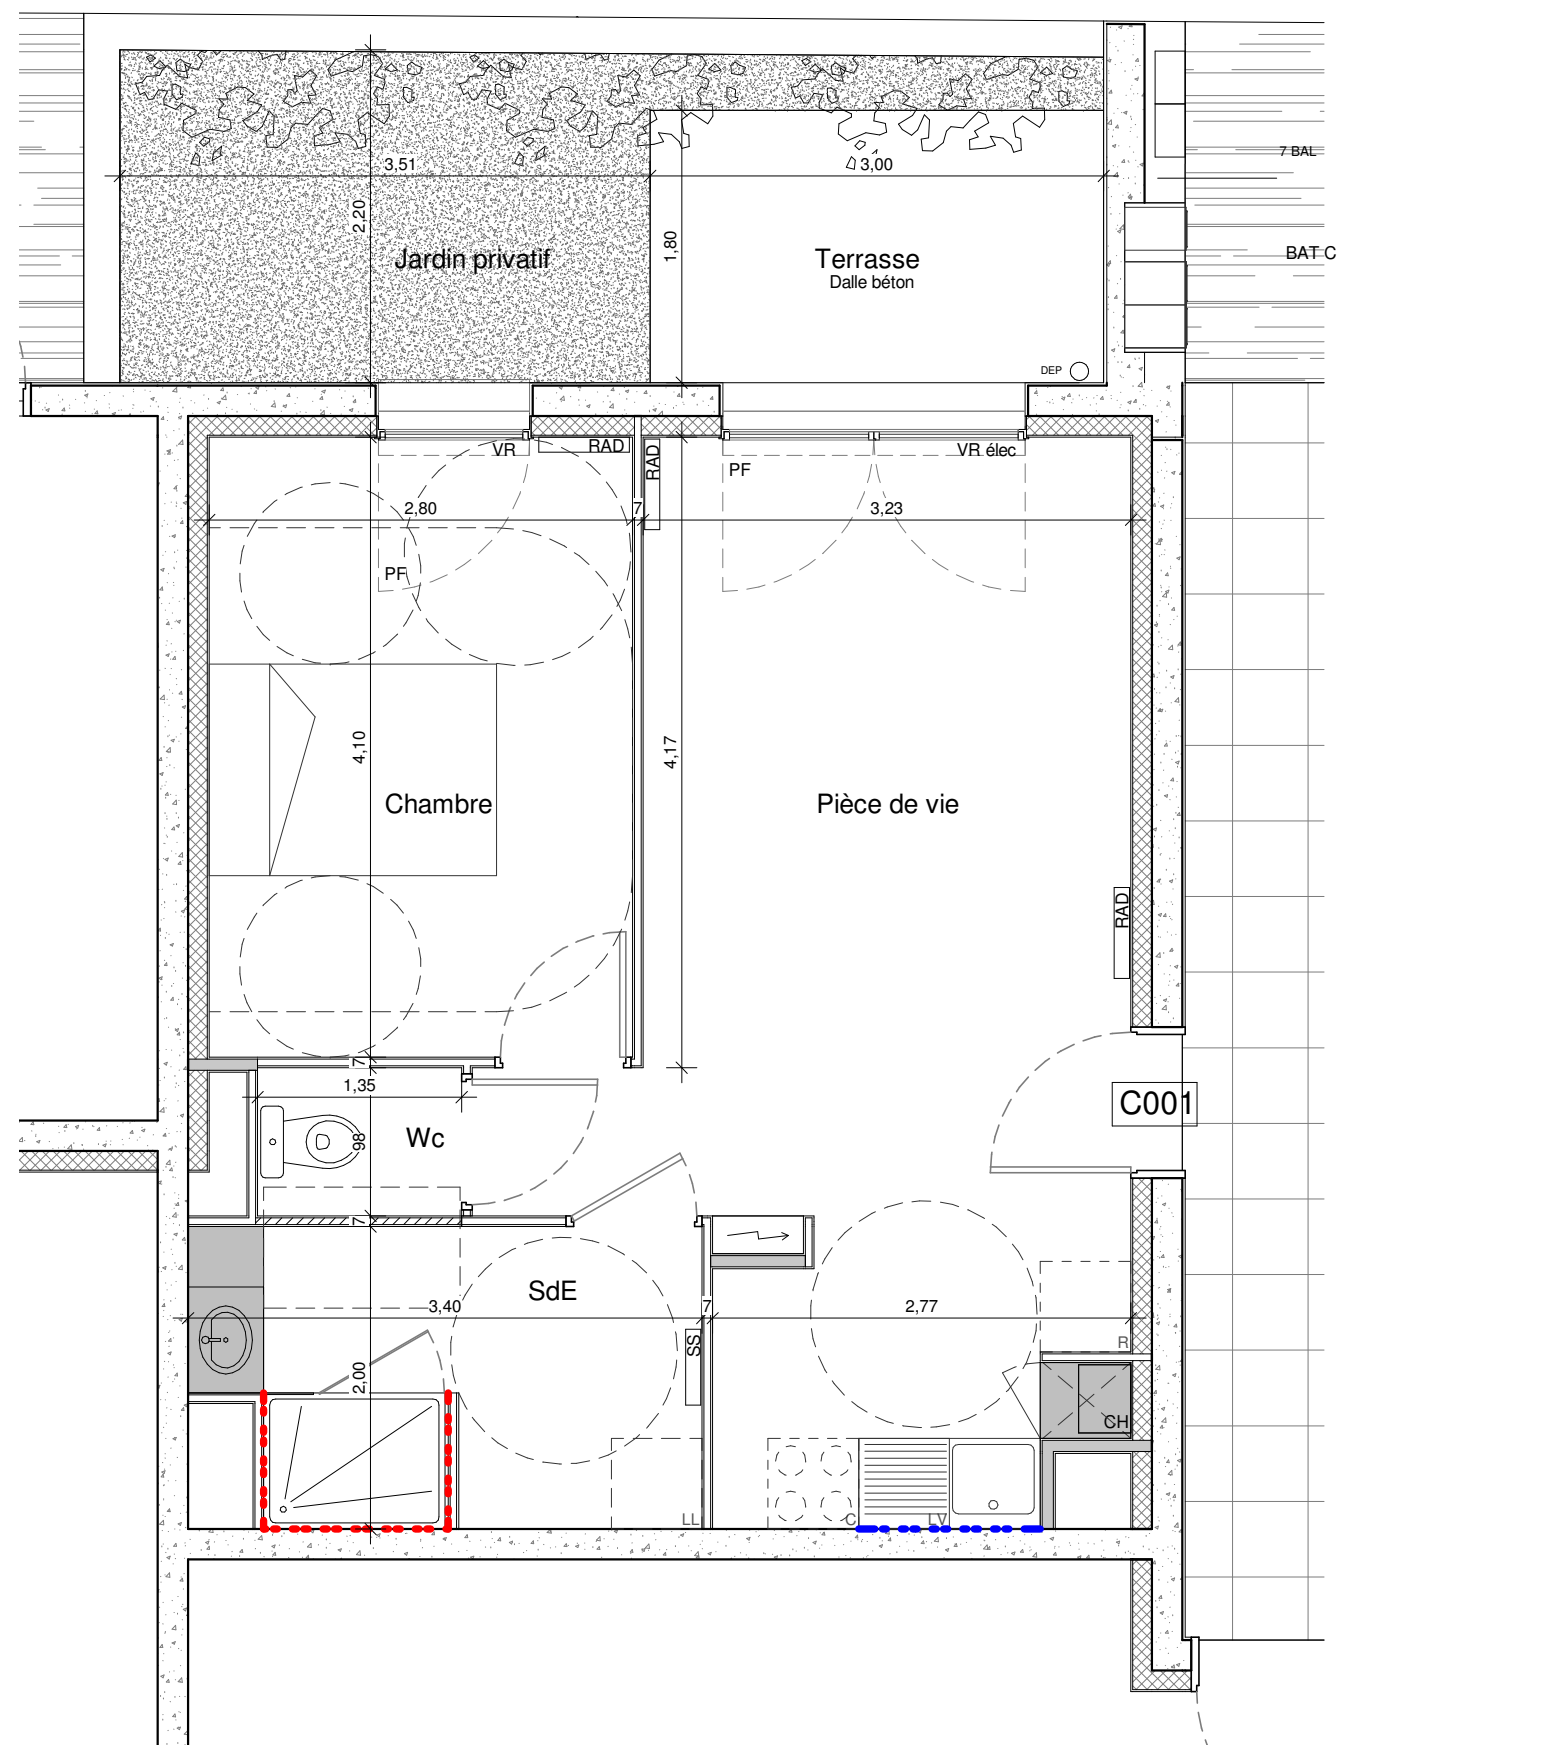 7 BAL
3,51
3,00
2,20
1,80
Jardin privatif
Terrasse
Dalle béton
BAT C
DEP
VR
RAD
RAD
PF
VR élec
2,80
7
3,23
PF
4,10
4,17
Chambre
Pièce de vie
RAD
7
1,35
C001
98
Wc
7
SdE
3,40
7
2,77
SS
R
2,00
CH
LL
C
LV